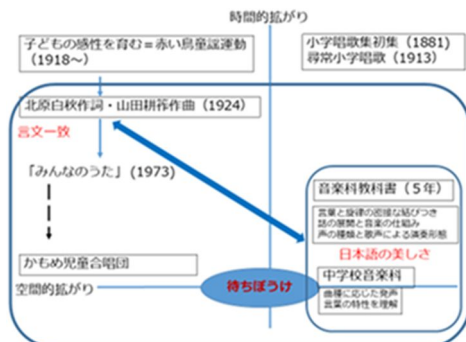 時間的拡がり
子どもの感性を育む＝赤い鳥童謡運動
（1918～）
小学唱歌集初集（1881）
尋常小学唱歌（1913）
北原白秋作詞・山田耕筰作曲（1924）
言文一致
「みんなのうた」（1973）
音楽科教科書（５年）
言葉と旋律の密接な結びつき
話の展開と音楽の仕組み
声の種類と歌声による演奏形態
日本語の美しさ
かもめ児童合唱団
中学校音楽科
空間的拡がり
待ちぼうけ
曲種に応じた発声
言葉の特性を理解